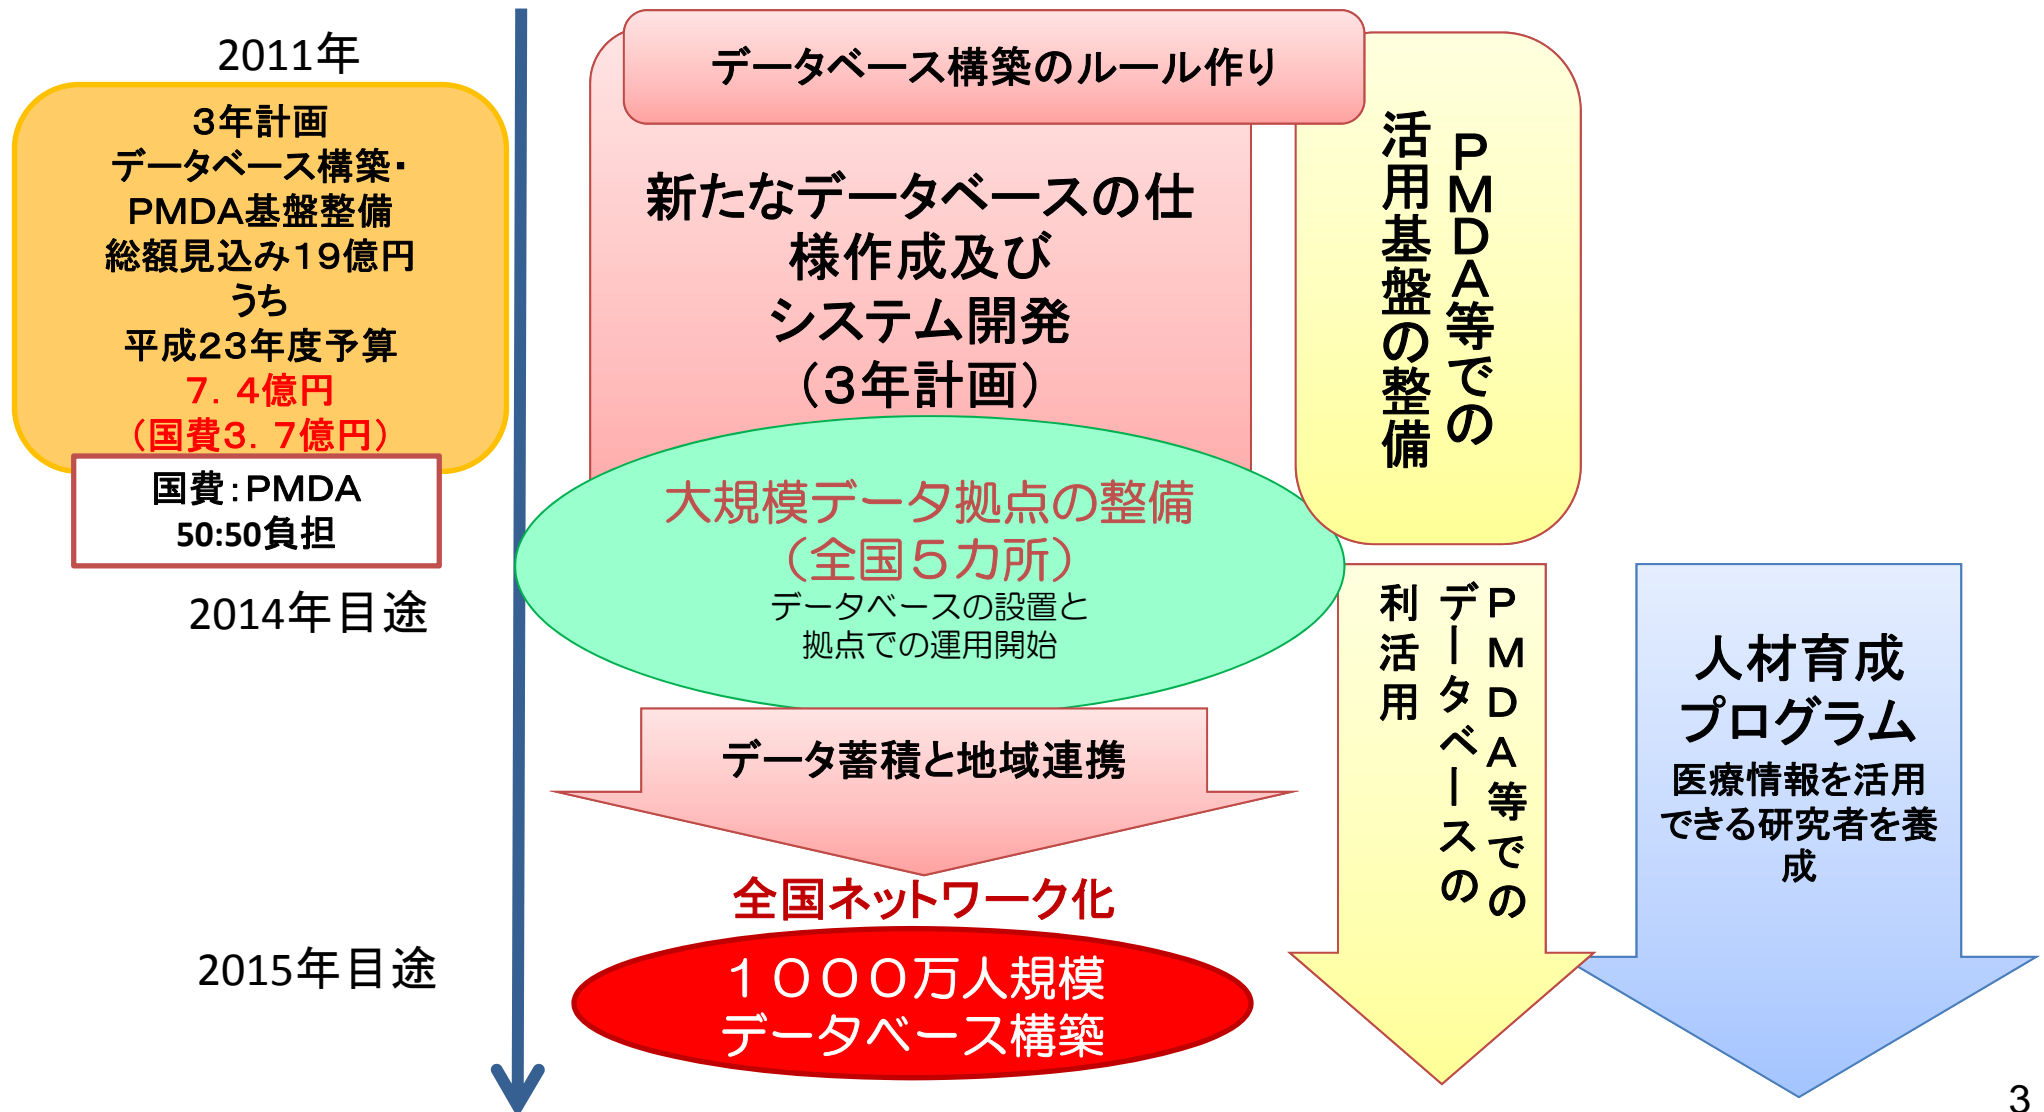 2011年
３年計画
データベース構築・
ＰＭＤＡ基盤整備
総額見込み１９億円
うち
平成２３年度予算
７．４億円
（国費３．７億円）
国費：ＰＭＤＡ
50:50負担
2014年目途
2015年目途
データベース構築のルール作り
新たなデータベースの仕
様作成及び
システム開発
（３年計画）
大規模データ拠点の整備
（全国５カ所）
データベースの設置と
拠点での運用開始
データ蓄積と地域連携
全国ネットワーク化
１０００万人規模
データベース構築
ＰＭＤＡ等での
活用基盤の整備
ＰＭＤＡ等での
データベースの
利活用
人材育成
プログラム
医療情報を活用
できる研究者を養
成
3